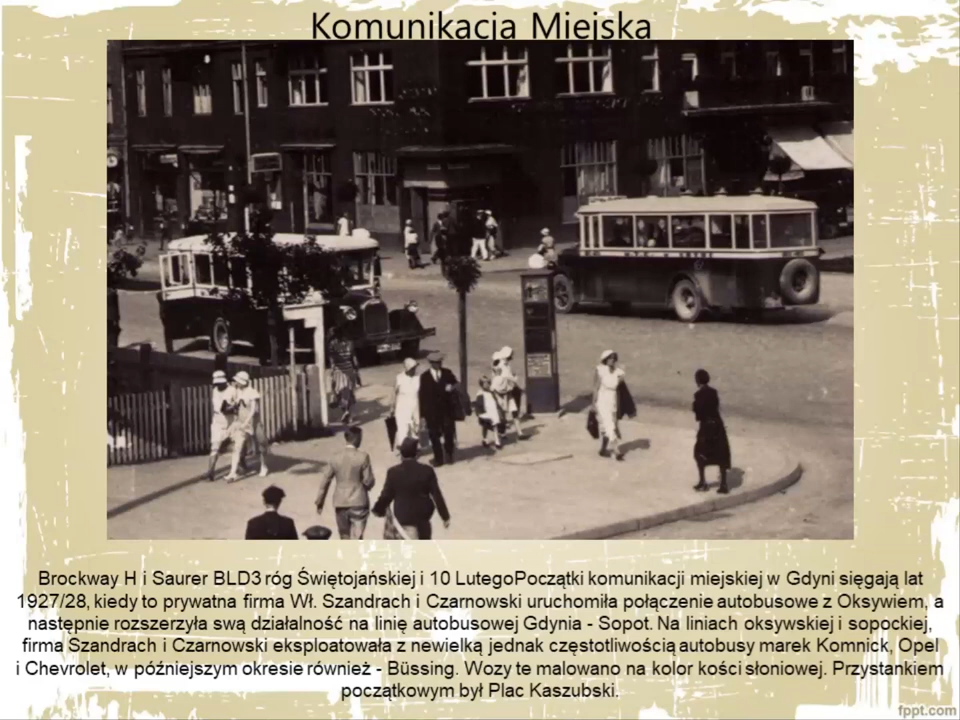 Komunikacja Miejska
Brockway H i Saurer BLD3 róg Świętojańskiej i 10 LutegoPoczątki komunikacji miejskiej w Gdyni sięgają lat
1927/28, kiedy to prywatna firma Wł. Szandrach i Czarnowski uruchomiła połączenie autobusowe z Oksywiem, a
następnie rozszerzyła swą działalność na linię autobusowej Gdynia - Sopot. Na liniach oksywskiej i sopockiej,
firma Szandrach i Czarnowski eksploatowała z newielką jednak częstotliwością autobusy marek Komnick, Opel
i Chevrolet, w późniejszym okresie również - Büssing. Wozy te malowano na kolor kości słoniowej. Przystankiem
początkowym był Plac Kaszubski.
fppt.com